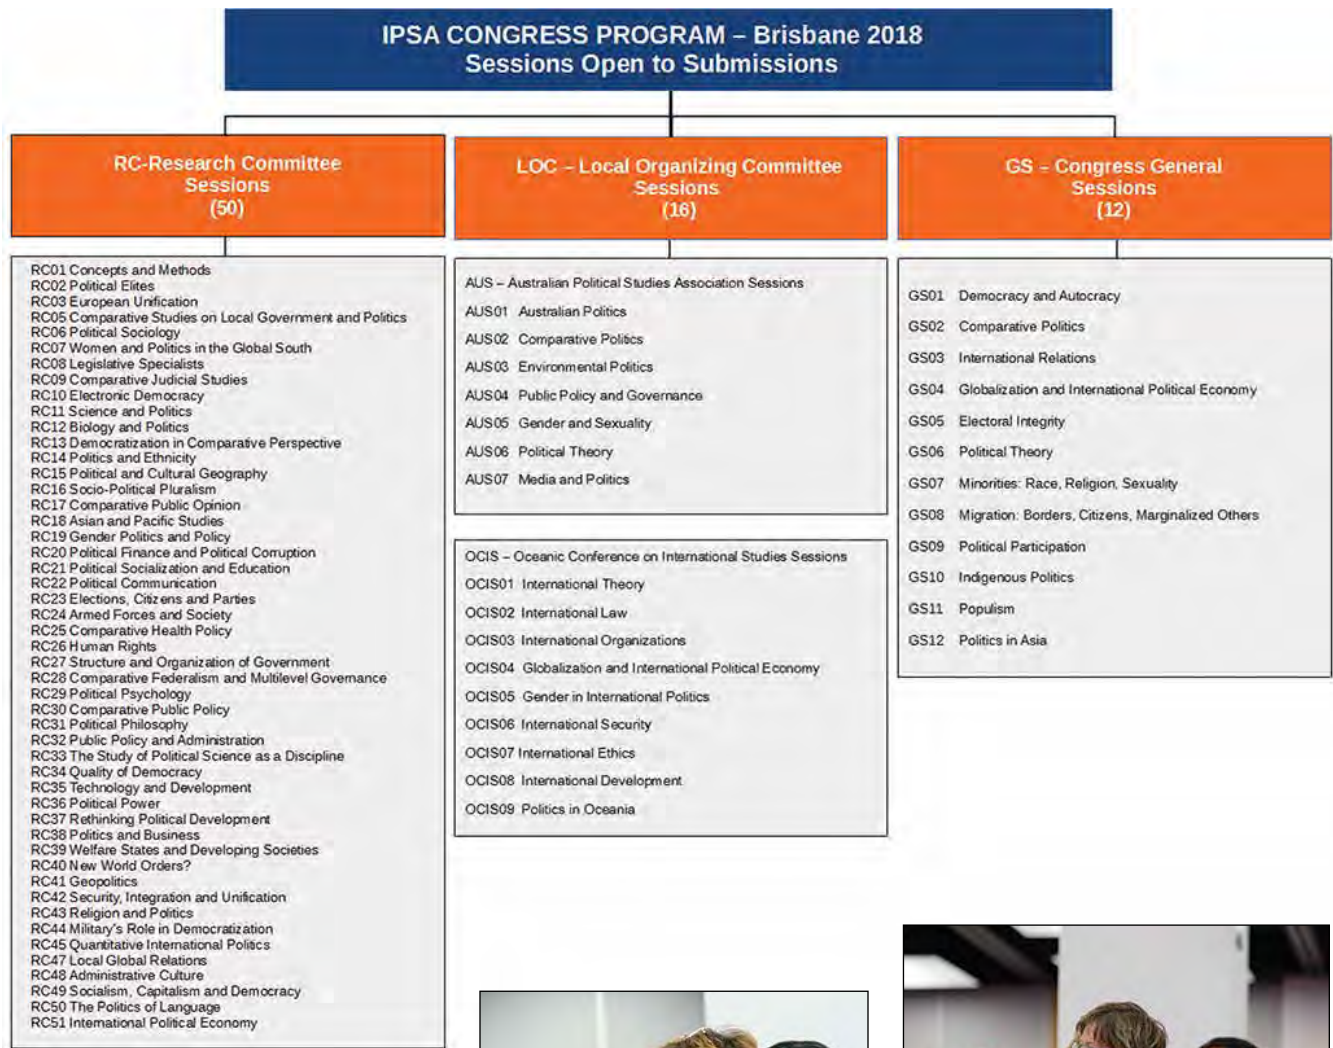 IPSA CONGRESS PROGRAM – Brisbane 2018
Sessions Open to Submissions
RC-Research Committee
Sessions
(50)
RC01 Concepts and Methods
RC02 Political Elites
RC03 European Unification
RC05 Comparative Studies on Local Government and Politics
RC06 Political Sociology
RC07 Women and Politics in the Global South
RC08 Legislative Specialists
RC09 Comparative Judicial Studies
RC10 Electronic Democracy
RC11 Science and Politics
RC12 Biology and Politics
RC13 Democratization in Comparative Perspective
RC14 Politics and Ethnicity
RC15 Political and Cultural Geography
RC16 Socio-Political Pluralism
RC17 Comparative Public Opinion
RC18 Asian and Pacific Studies
RC19 Gender Politics and Policy
RC20 Political Finance and Political Corruption
RC21 Political Socialization and Education
RC22 Political Communication
RC23 Elections, Citizens and Parties
RC24 Armed Forces and Society
RC25 Comparative Health Policy
RC26 Human Rights
RC27 Structure and Organization of Government
RC28 Comparative Federalism and Multilevel Governance
RC29 Political Psychology
RC30 Comparative Public Policy
RC31 Political Philosophy
RC32 Public Policy and Administration
RC33 The Study of Political Science as a Discipline
RC34 Quality of Democracy
RC35 Technology and Development
RC36 Political Power
RC37 Rethinking Political Development
RC38 Politics and Business
RC39 Welfare States and Developing Societies
RC40 New World Orders?
RC41 Geopolitics
RC42 Security, Integration and Unification
RC43 Religion and Politics
RC44 Military's Role in Democratization
RC45 Quantitative International Politics
RC47 Local Global Relations
RC48 Administrative Culture
RC49 Socialism, Capitalism and Democracy
RC50 The Politics of Language
RC51 International Political Economy
LOC – Local Organizing Committee
Sessions
(16)
AUS – Australian Political Studies Association Sessions
AUS01 Australian Politics
AUS02 Comparative Politics
AUS03 Environmental Politics
AUS04 Public Policy and Governance
AUS05 Gender and Sexuality
AUS06 Political Theory
AUS07 Media and Politics
OCIS – Oceanic Conference on International Studies Sessions
OCIS01 International Theory
OCIS02 International Law
OCIS03 International Organizations
OCIS04 Globalization and International Political Economy
OCIS05 Gender in International Politics
OCIS06 International Security
OCIS07 International Ethics
OCIS08 International Development
OCIS09 Politics in Oceania
GS – Congress General
Sessions
(12)
GS01 Democracy and Autocracy
GS02 Comparative Politics
GS03 International Relations
GS04 Globalization and International Political Economy
GS05 Electoral Integrity
GS06 Political Theory
GS07 Minorities: Race, Religion, Sexuality
GS08 Migration: Borders, Citizens, Marginalized Others
GS09 Political Participation
GS10 Indigenous Politics
GS11 Populism
GS12 Politics in Asia